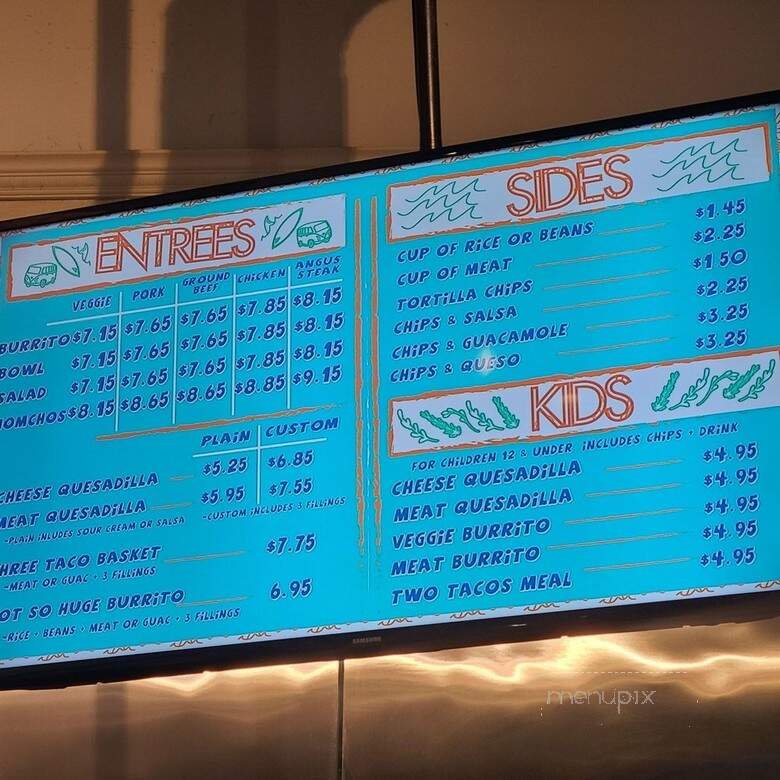 ENTREES
VEGGIE PORK GROUND BEEF CHICKEN ANGUS STEAK
BURRITO $7.15 $7.65 $7.65 $7.85 $8.15
BOWL $7.15 $7.65 $7.65 $7.85 $8.15
SALAD $7.15 $7.65 $7.65 $7.85 $8.15
OMCHOS $8.15 $8.65 $8.65 $8.85 $9.15
PLAIN CUSTOM
CHEESE QUESADILLA $5.25 $6.85
MEAT QUESADILLA $5.95 $7.55
-PLAIN INLUDES SOUR CREAM OR SALSA -CUSTOM INCLUDES 3 FILLINGS
HREE TACO BASKET $7.75
-MEAT OR GUAC + 3 FILLINGS
OT SO HUGE BURRITO 6.95
-RICE + BEANS + MEAT OR GUAC + 3 FILLINGS
SIDES
CUP OF RICE OR BEANS $1.45
CUP OF MEAT $2.25
TORTILLA CHIPS $1 50
CHIPS & SALSA $2.25
CHIPS & GUACAMOLE $3.25
CHIPS & QUESO $3.25
KIDS
FOR CHILDREN 12 & UNDER. INCLUDES CHIPS + DRINK
CHEESE QUESADILLA $4.95
MEAT QUESADILLA $4.95
VEGGIE BURRITO $4.95
MEAT BURRITO $4.95
TWO TACOS MEAL $4.95
SAMSUNG
menupix